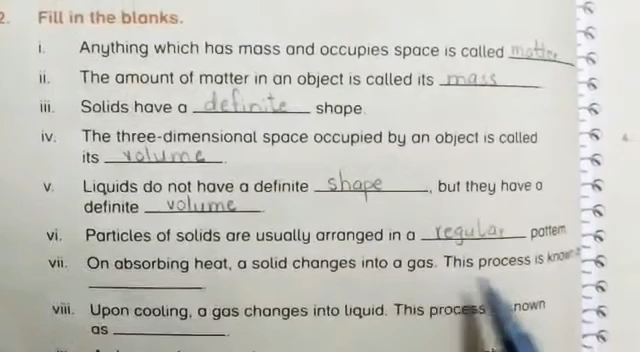 2. Fill in the blanks.
i. Anything which has mass and occupies space is called matter
ii. The amount of matter in an object is called its mass
iii. Solids have a definite shape.
iv. The three-dimensional space occupied by an object is called
its volume.
v. Liquids do not have a definite shape, but they have a
definite volume.
vi. Particles of solids are usually arranged in a regular pattern
vii. On absorbing heat, a solid changes into a gas. This process is known
viii. Upon cooling, a gas changes into liquid. This process nown
as